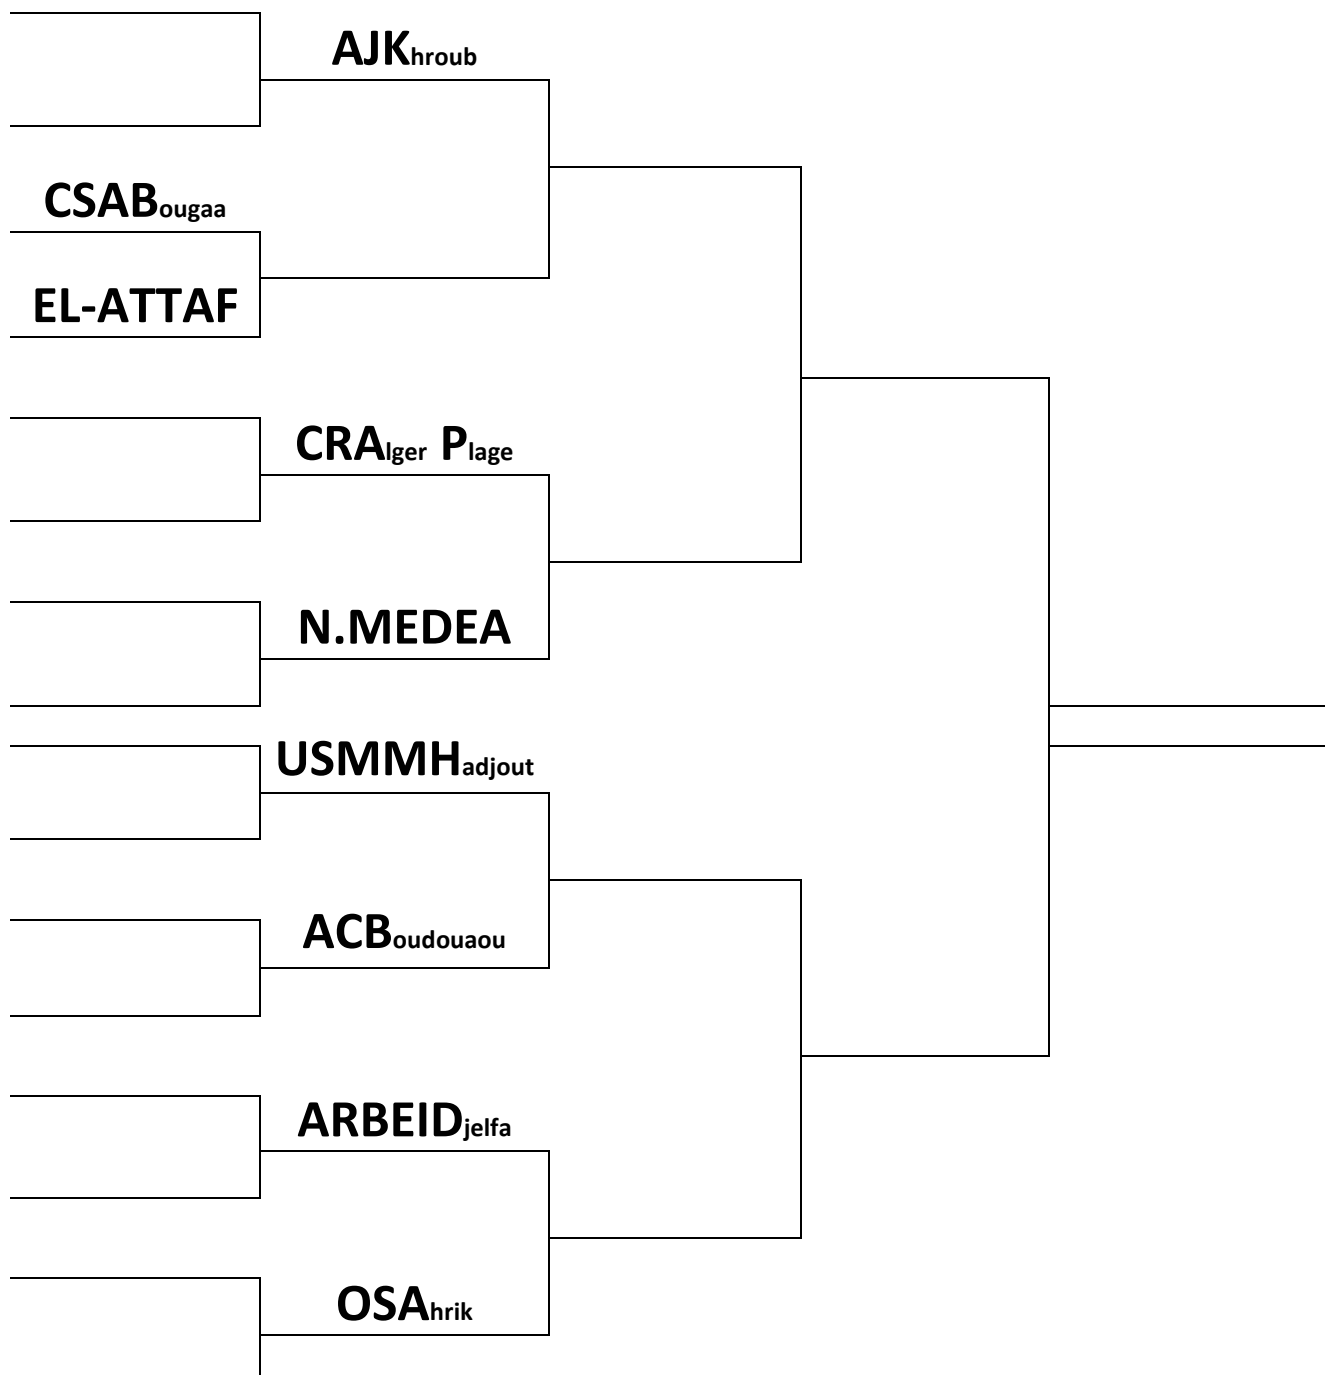 AJKhroub
CSABougaa
EL-ATTAF
CRAlger Plage
N.MEDEA
USMMHadjout
ACBoudouaou
ARBEIDjelfa
OSAhrik